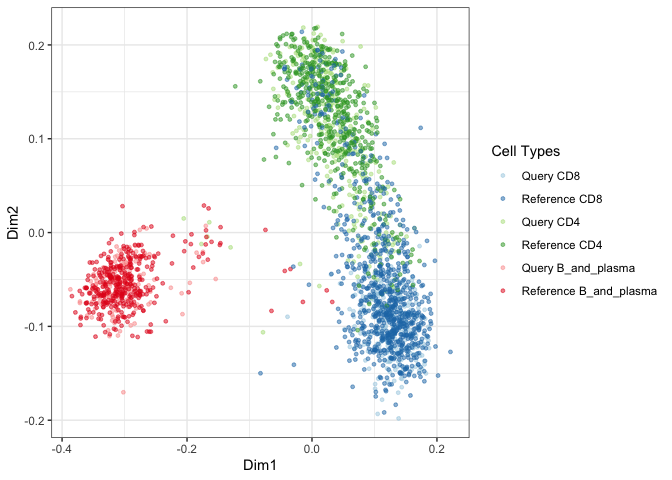 0.2
0.1
0.0
-0.1
-0.2
Dim2
-0.4
-0.2
0.0
0.2
Dim1
Cell Types
Query CD8
Reference CD8
Query CD4
Reference CD4
Query B_and_plasma
Reference B_and_plasma